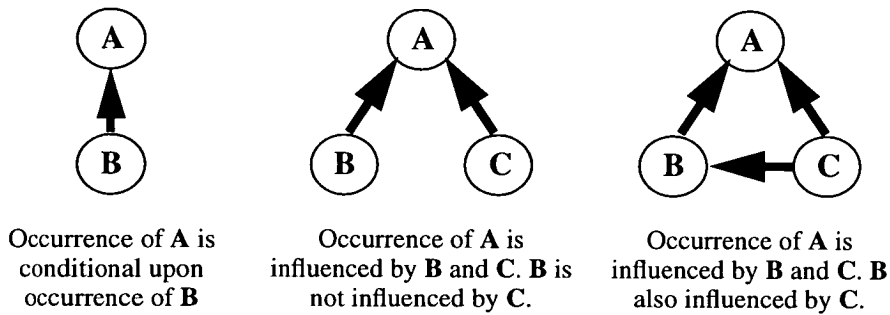 A
B
Occurrence of A is
conditional upon
occurrence of B
A
B
C
Occurrence of A is
influenced by B and C. B is
not influenced by C.
A
B
C
Occurrence of A is
influenced by B and C. B
also influenced by C.